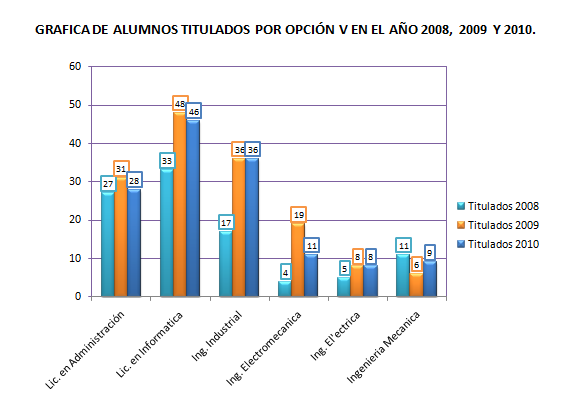 GRAFICA DE ALUMNOS TITULADOS POR OPCIÓN V EN EL AÑO 2008, 2009 Y 2010.
60
50
40
30
20
10
0
27
31
28
33
48
46
17
36
36
4
19
11
5
8
8
11
6
9
Lic. en Administración
Lic. en Informatica
Ing. Industrial
Ing. Electromecanica
Ing. El'ectrica
Ingenieria Mecanica
Titulados 2008
Titulados 2009
Titulados 2010